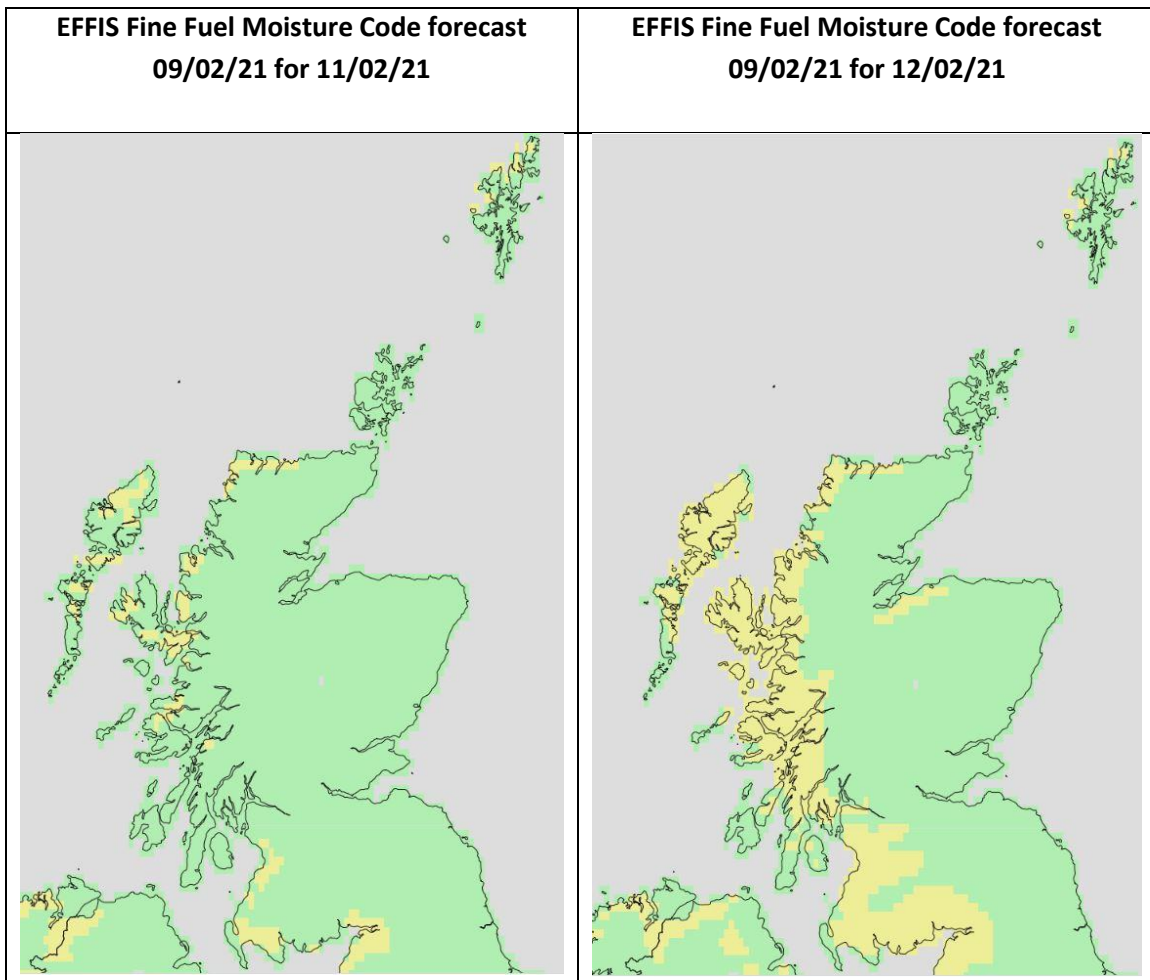 EFFIS Fine Fuel Moisture Code forecast
09/02/21 for 11/02/21
EFFIS Fine Fuel Moisture Code forecast
09/02/21 for 12/02/21